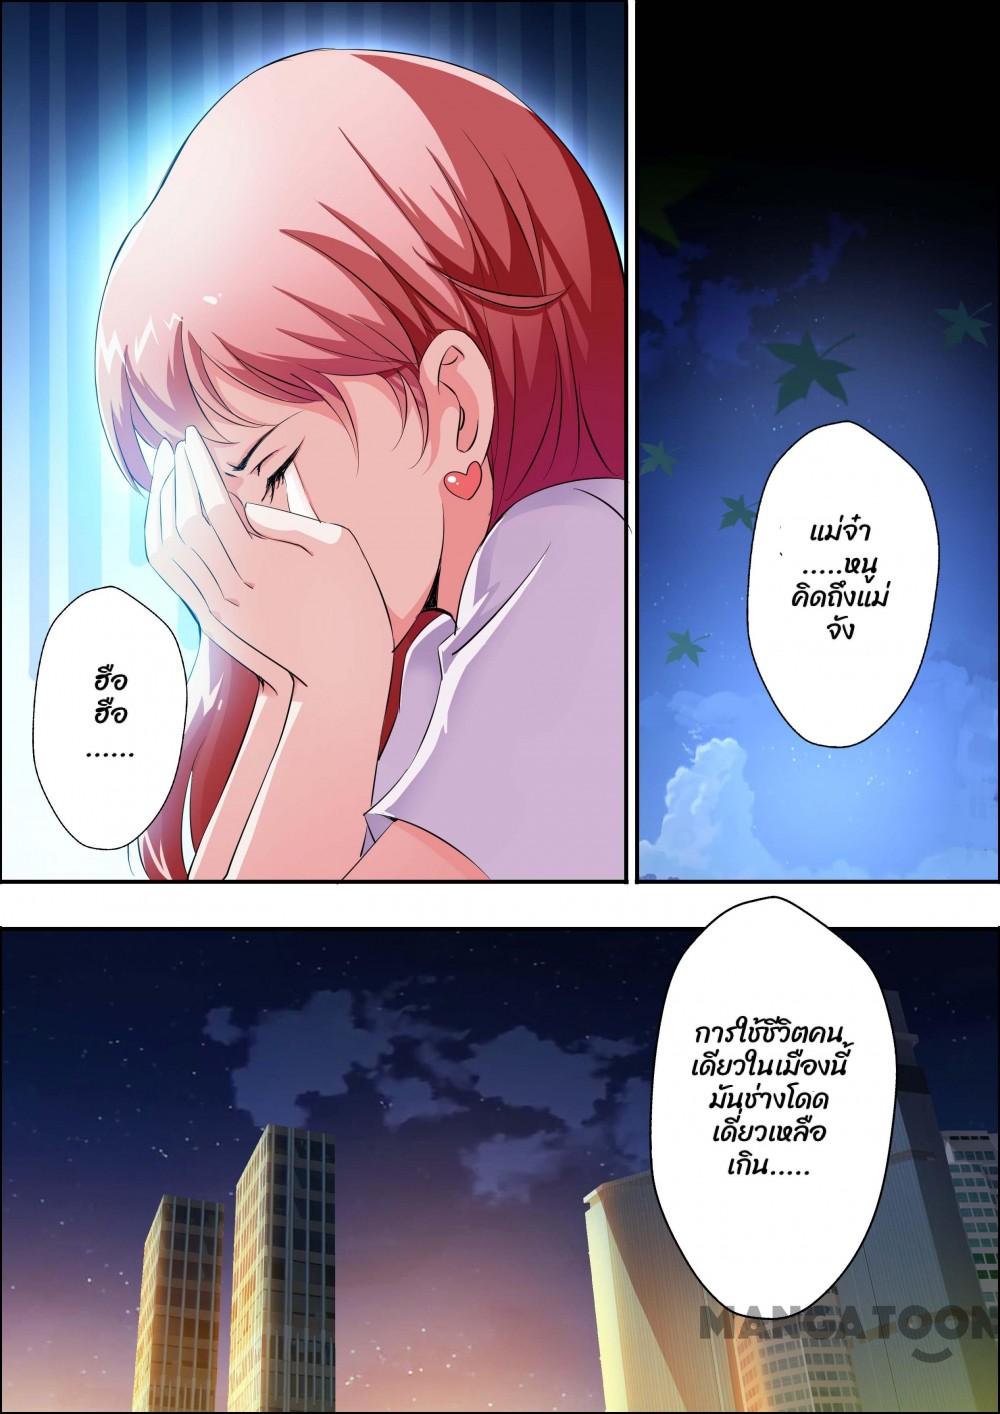 แม่จ๋า
.....หนู
คิดถึงแม่
จัง
ฮือ
ฮือ
......
การใช้ชีวิตคน
เดียวในเมืองนี้
มันช่างโดด
เดี่ยวเหลือ
เกิน.....
MANGATOON